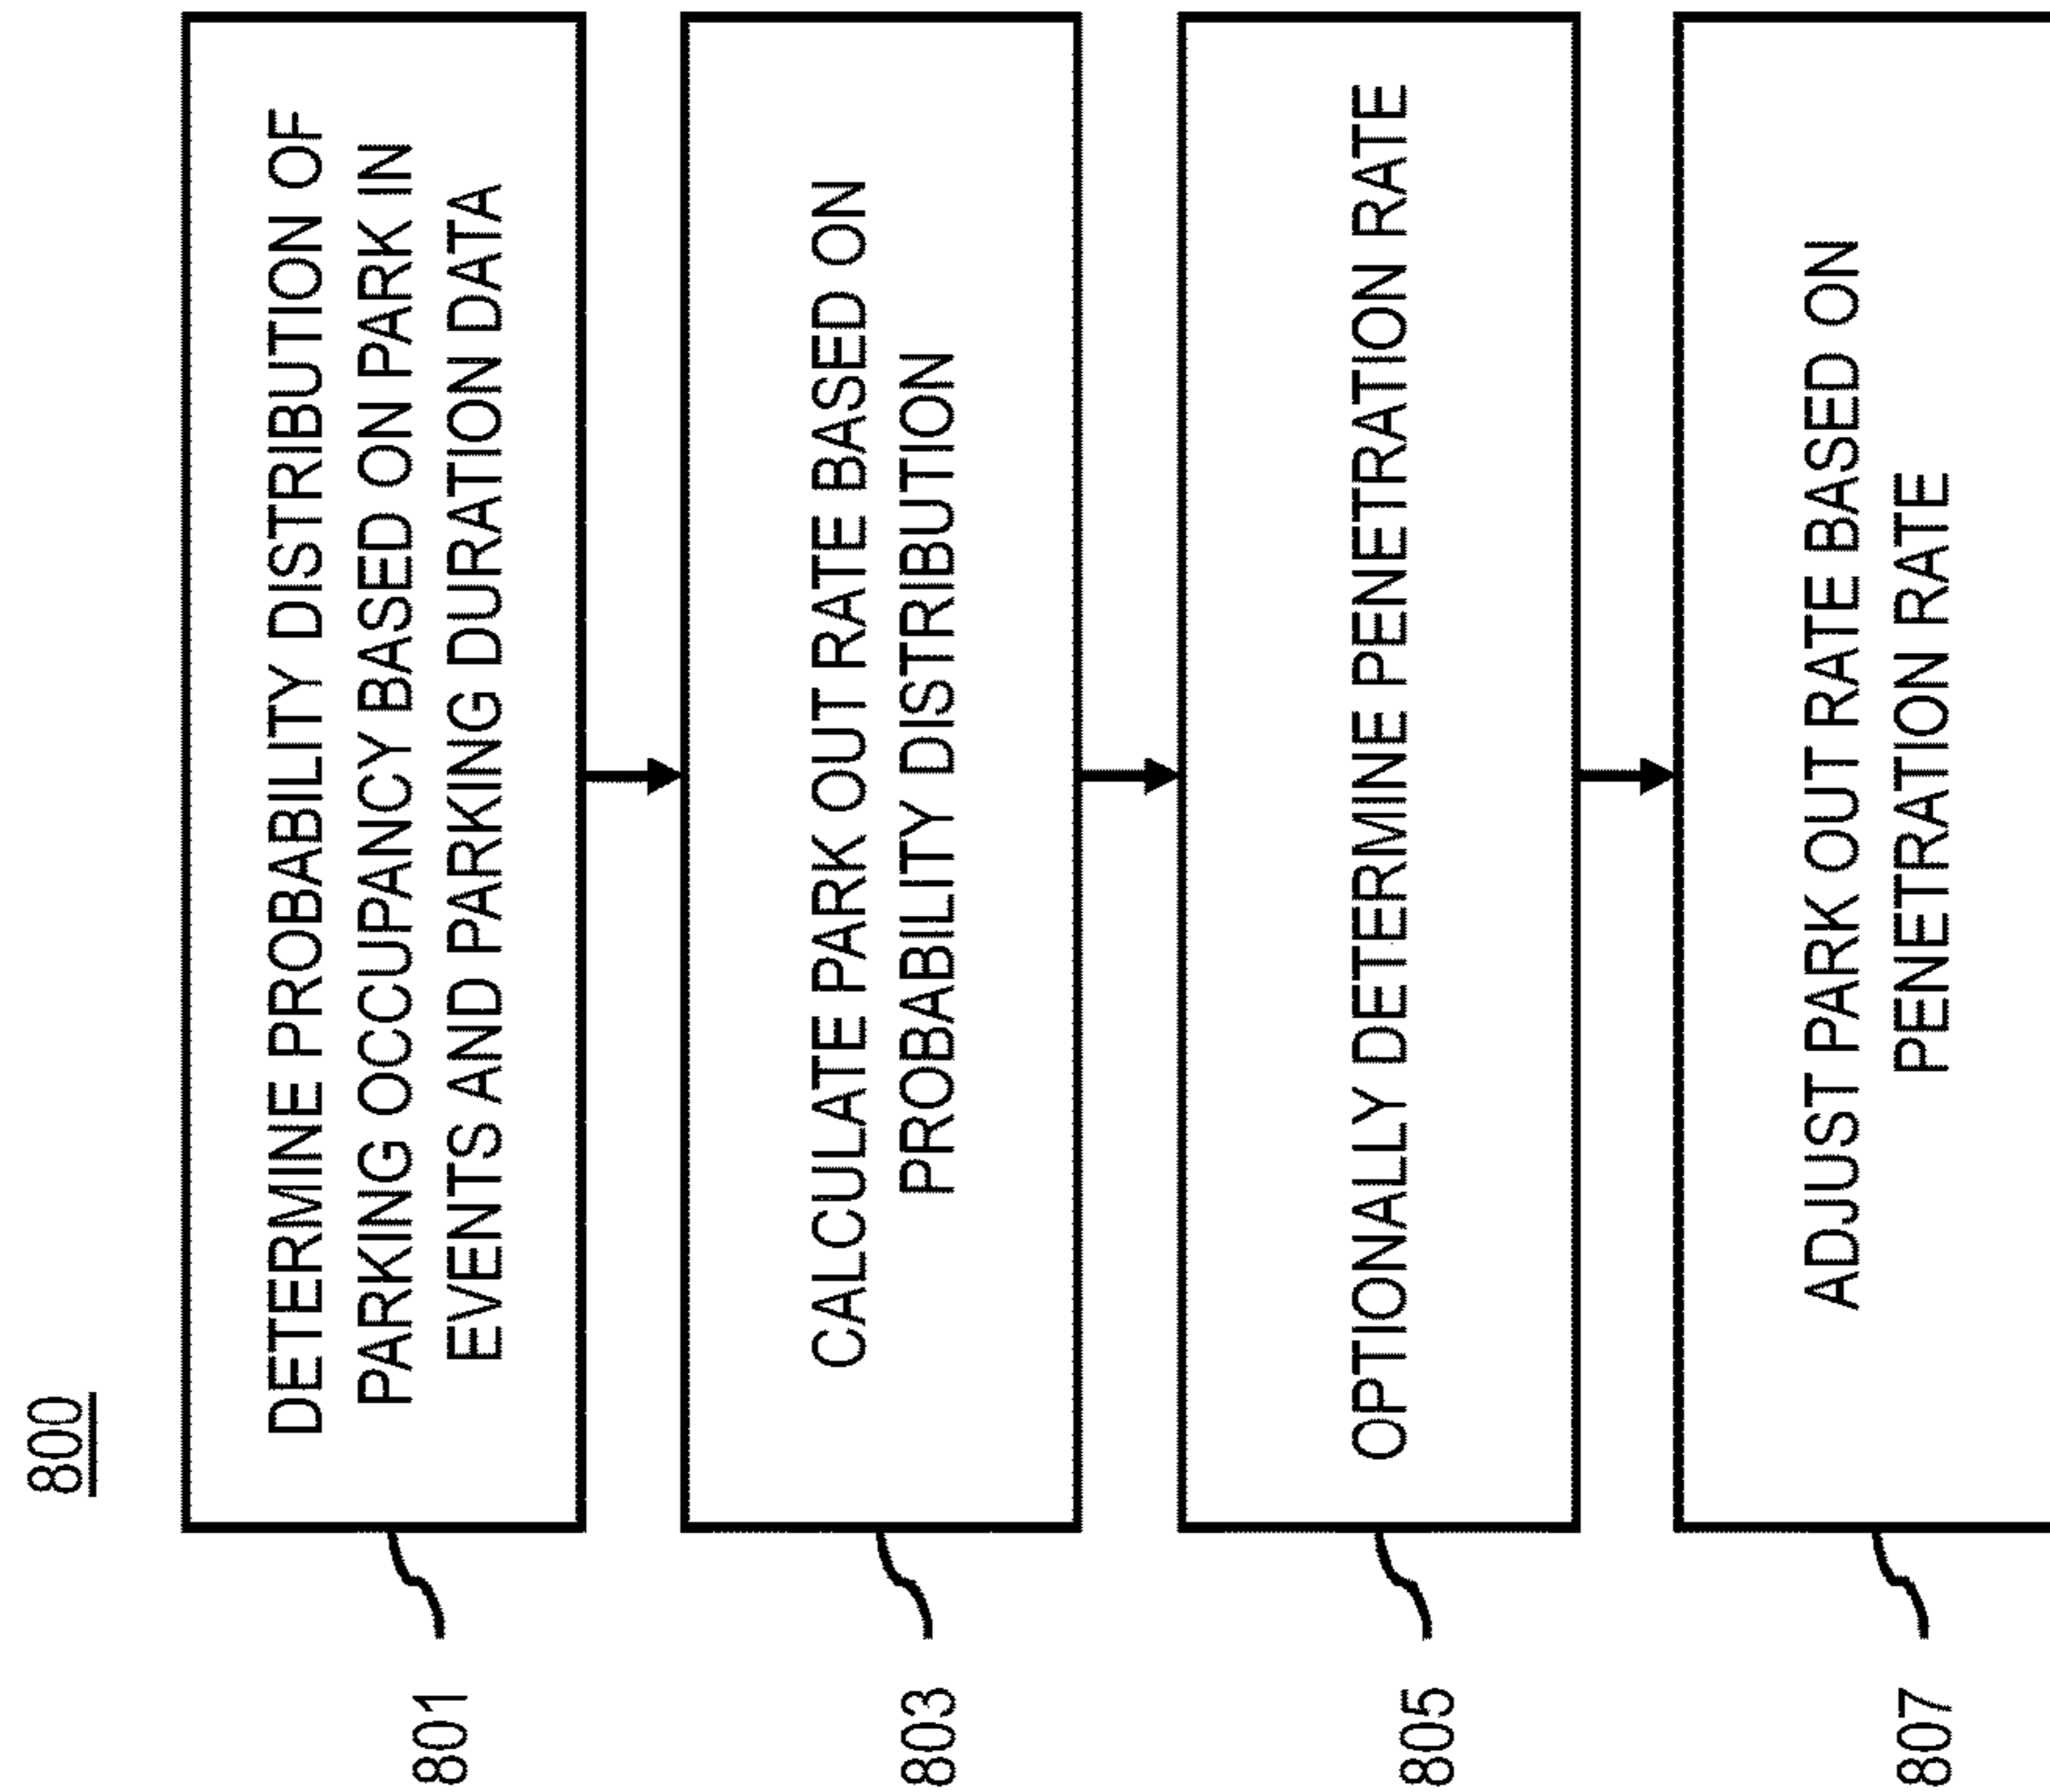 800
801
DETERMINE PROBABILITY DISTRIBUTION OF
PARKING OCCUPANCY BASED ON PARK IN
EVENTS AND PARKING DURATION DATA
803
CALCULATE PARK OUT RATE BASED ON
PROBABILITY DISTRIBUTION
805
OPTIONALLY DETERMINE PENETRATION RATE
807
ADJUST PARK OUT RATE BASED ON
PENETRATION RATE